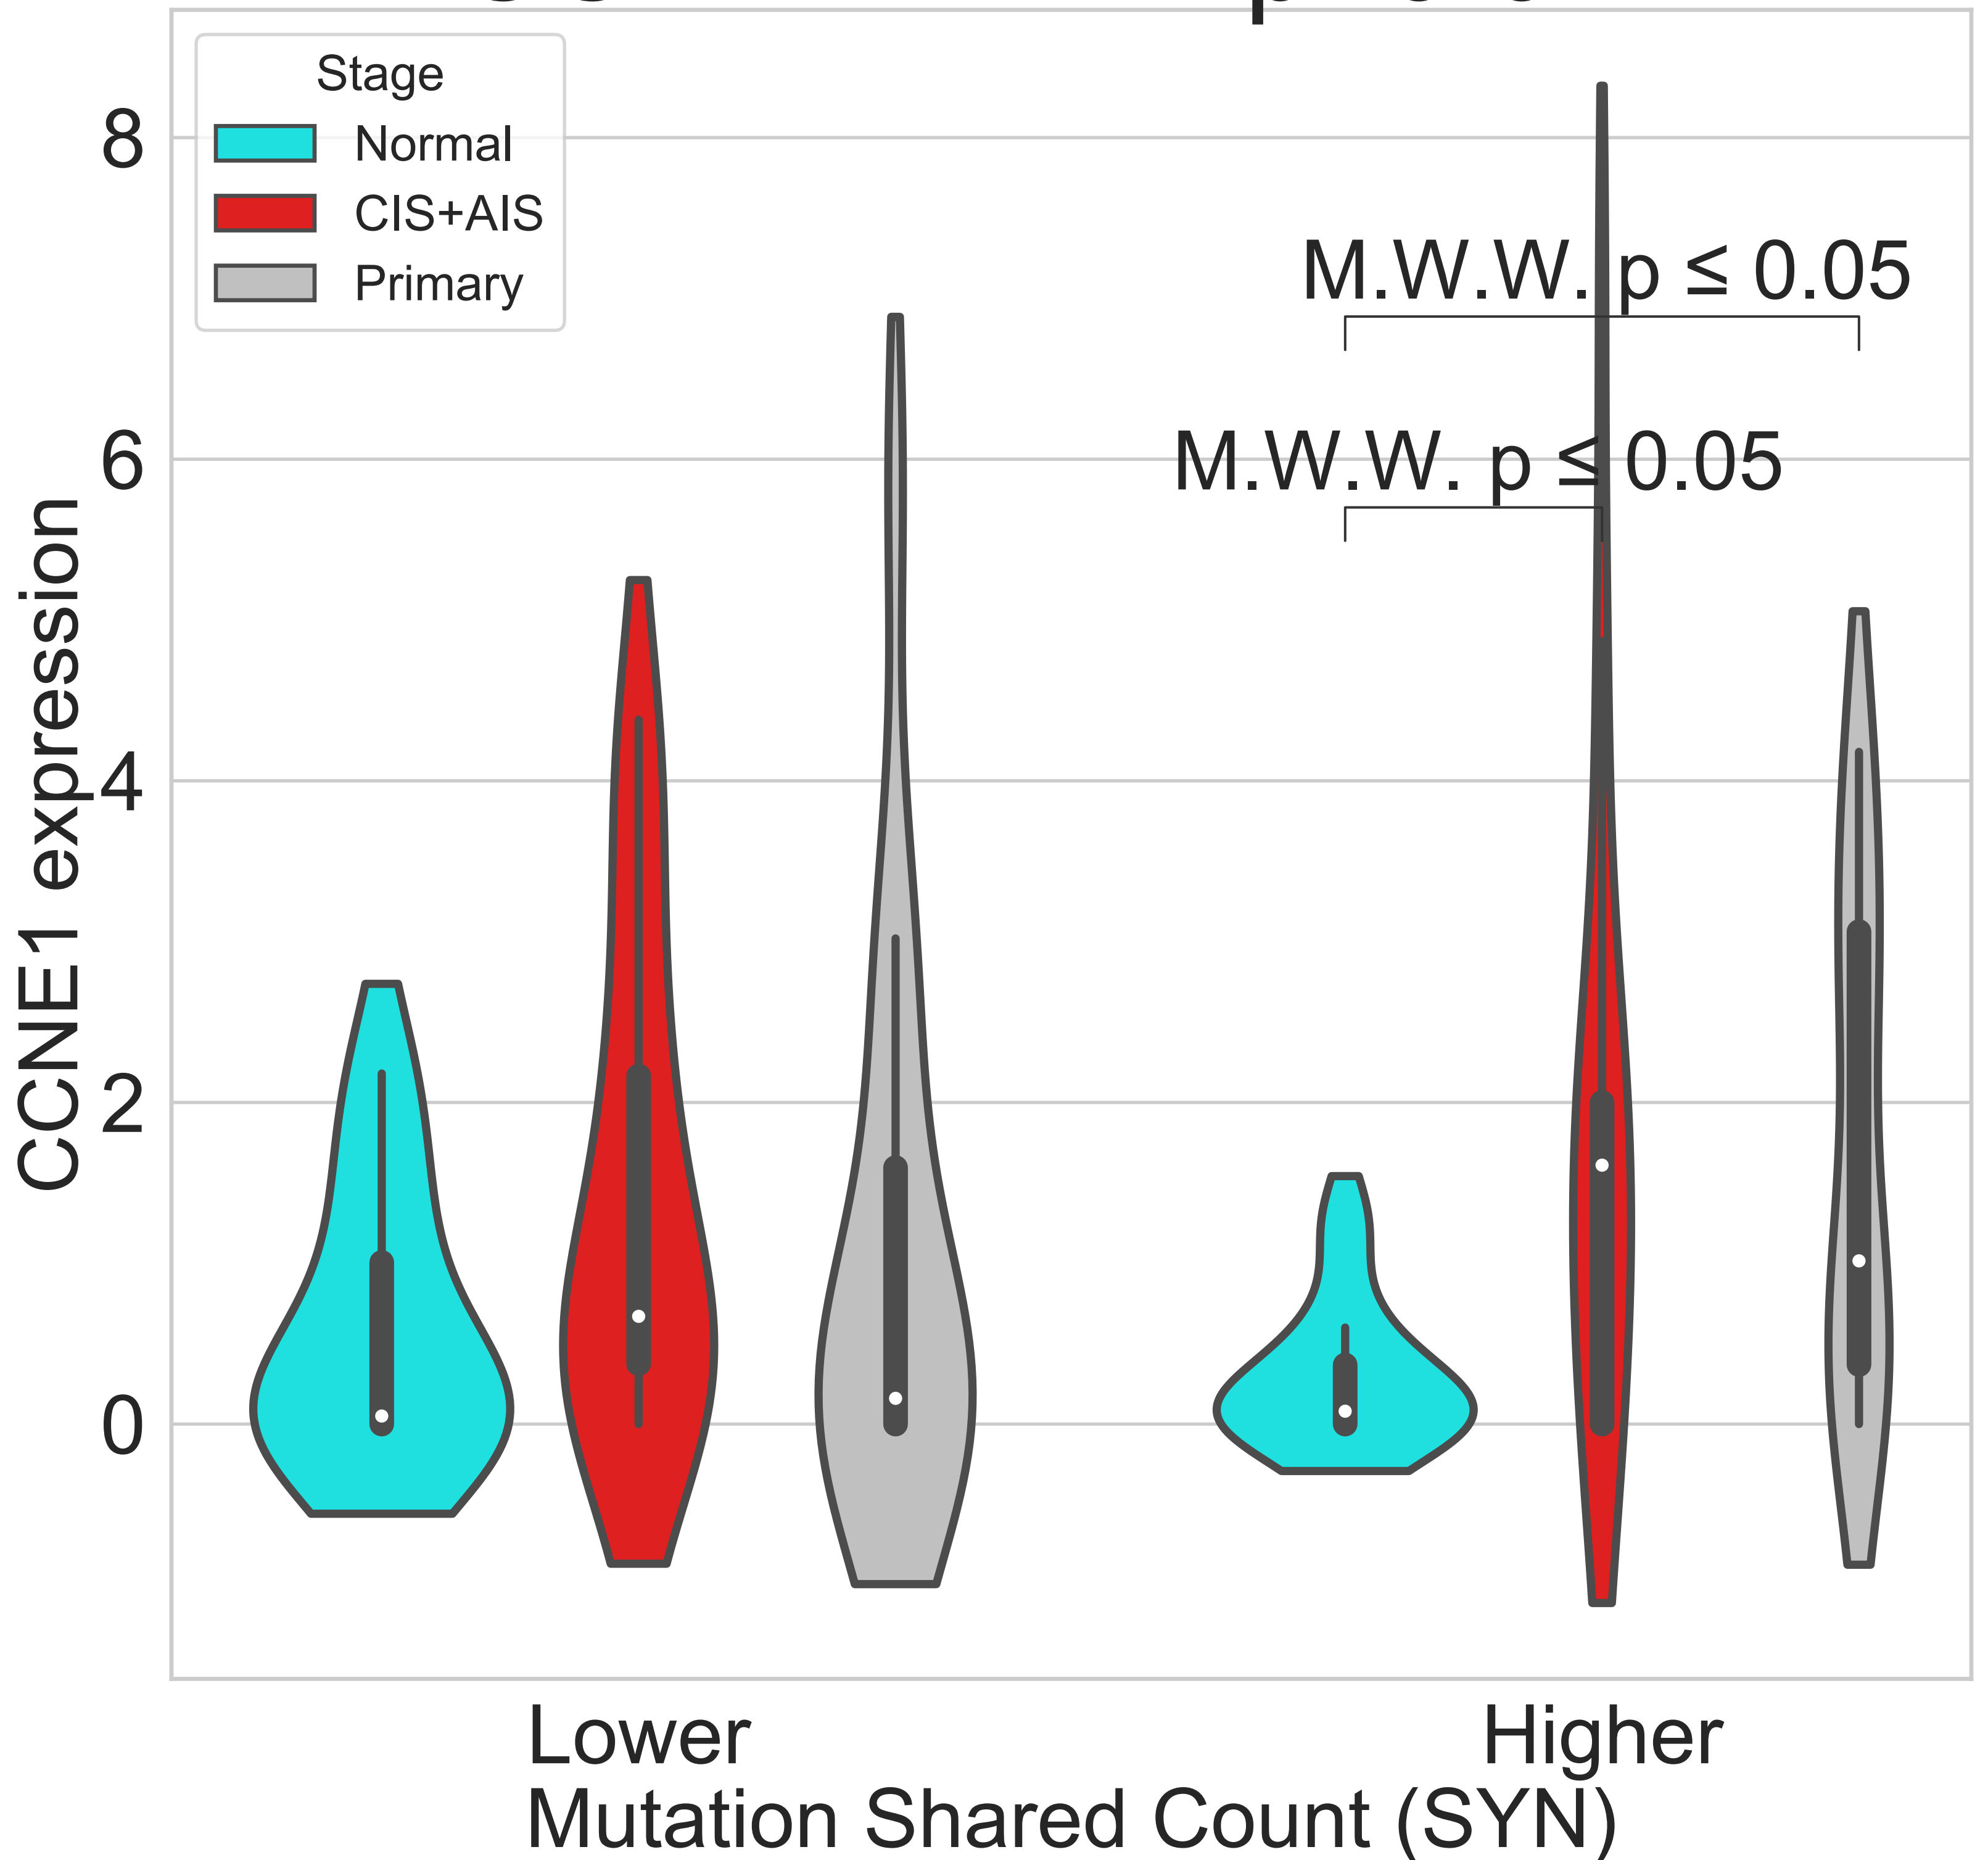 Stage
Normal
CIS+AIS
Primary
8
6
4
2
0
CCNE1 expression
M.W.W. p ≤ 0.05
M.W.W. p ≤ 0.05
Lower
Higher
Mutation Shared Count (SYN)